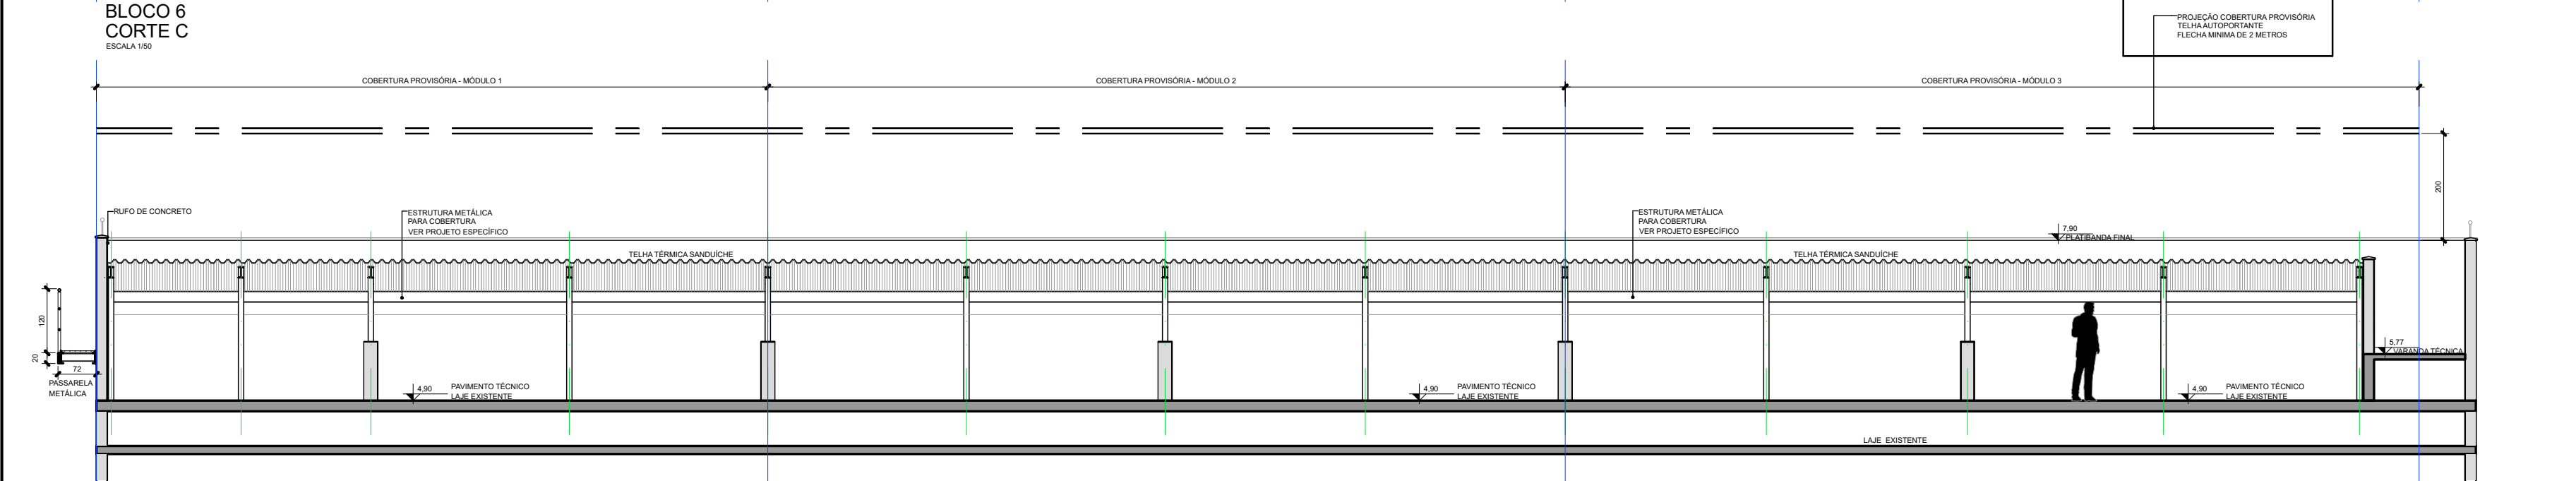 BLOCO 6
CORTE C
ESCALA 1/50
PROJEÇÃO COBERTURA PROVISÓRIA
TELHA AUTOPORTANTE
FLECHA MINIMA DE 2 METROS
COBERTURA PROVISÓRIA - MÓDULO 1
COBERTURA PROVISÓRIA - MÓDULO 2
COBERTURA PROVISÓRIA - MÓDULO 3
200
RUFO DE CONCRETO
ESTRUTURA METÁLICA
PARA COBERTURA
VER PROJETO ESPECÍFICO
ESTRUTURA METÁLICA
PARA COBERTURA
VER PROJETO ESPECÍFICO
7,90
PLATIBANDA FINAL
TELHA TÉRMICA SANDUÍCHE
TELHA TÉRMICA SANDUÍCHE
120
20
72
PASSARELA
METÁLICA
5,77
VARANDA TÉCNICA
4,90
PAVIMENTO TÉCNICO
LAJE EXISTENTE
4,90
PAVIMENTO TÉCNICO
LAJE EXISTENTE
4,90
PAVIMENTO TÉCNICO
LAJE EXISTENTE
LAJE EXISTENTE